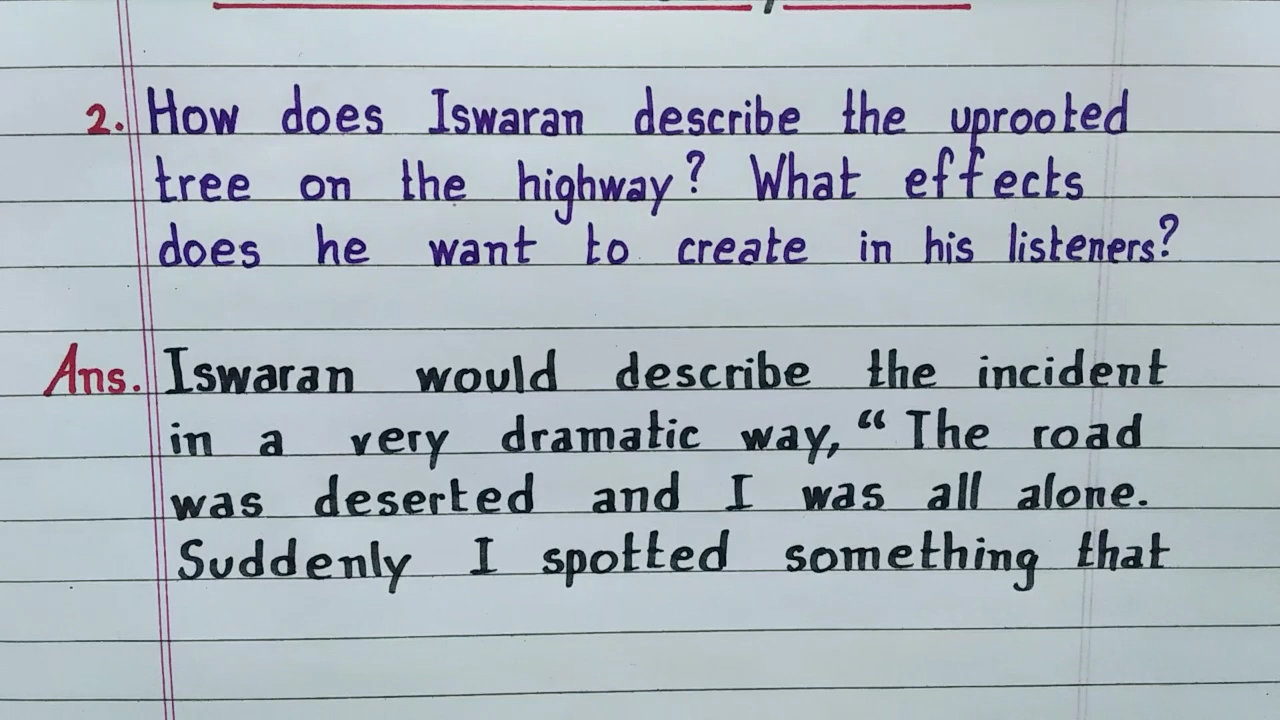 2. How does Iswaran describe the uprooted
tree on the highway? What effects
does he want to create in his listeners?
Ans. Iswaran would describe the incident
in a very dramatic way, “The road
was deserted and I was all alone.
Suddenly I spotted something that